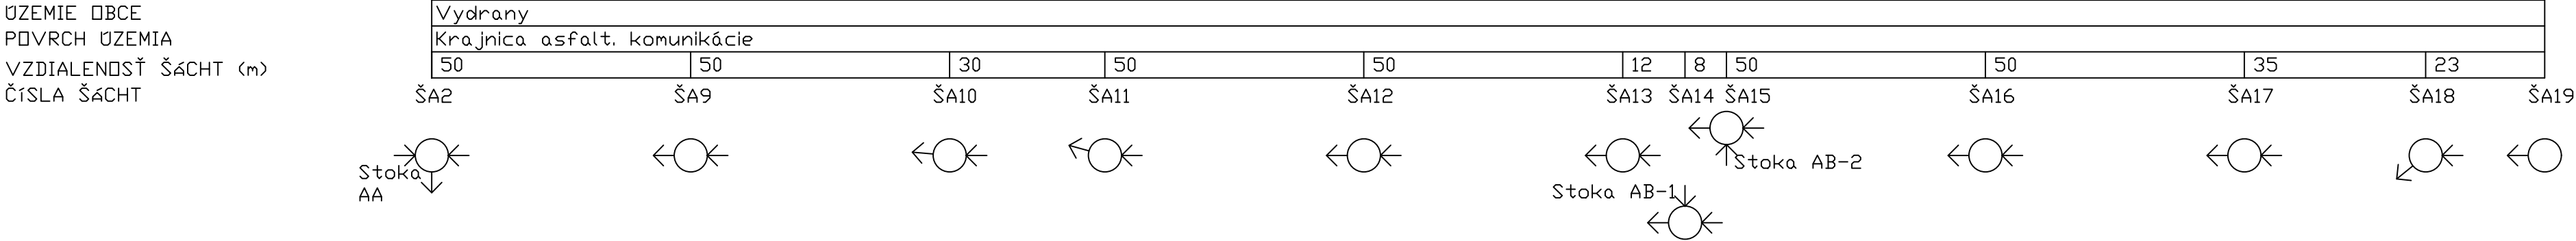 ÚZEMIE OBCE Vydrany
POVRCH ÚZEMIA Krajnica asfalt. komunikácie
VZDIALENOSŤ ŠÁCHT (m) 50 50 30 50 50 12 8 50 50 35 23
ČÍSLA ŠÁCHT ŠA2 ŠA9 ŠA10 ŠA11 ŠA12 ŠA13 ŠA14 ŠA15 ŠA16 ŠA17 ŠA18 ŠA19
Stoka AB-2
Stoka
AA
Stoka AB-1